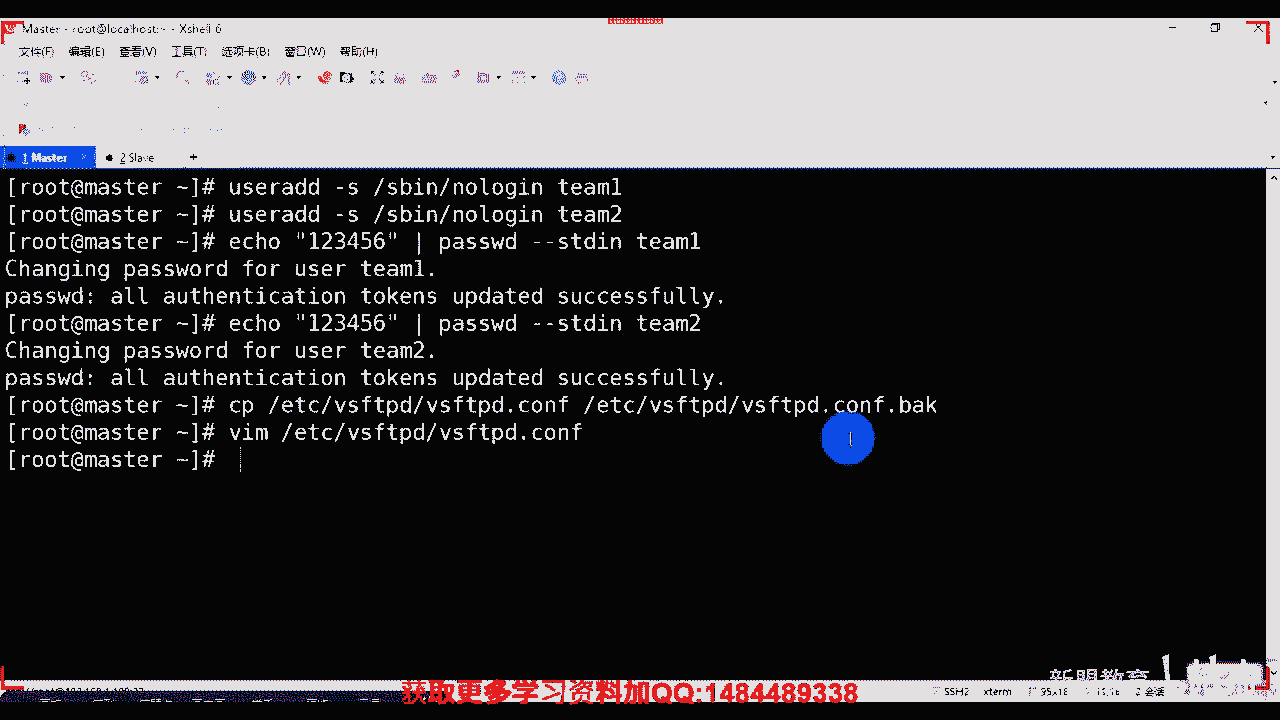 Master - root@localhost:~ - Xshell 6
文件(F) 编辑(E) 查看(V) 工具(T) 选项卡(B) 窗口(W) 帮助(H)
1 Master × 2 Slave +
[root@master ~]# useradd -s /sbin/nologin team1
[root@master ~]# useradd -s /sbin/nologin team2
[root@master ~]# echo "123456" | passwd --stdin team1
Changing password for user team1.
passwd: all authentication tokens updated successfully.
[root@master ~]# echo "123456" | passwd --stdin team2
Changing password for user team2.
passwd: all authentication tokens updated successfully.
[root@master ~]# cp /etc/vsftpd/vsftpd.conf /etc/vsftpd/vsftpd.conf.bak
[root@master ~]# vim /etc/vsftpd/vsftpd.conf
[root@master ~]#
新盟教育
获取更多学习资料加QQ:1484489338
SSH2 xterm